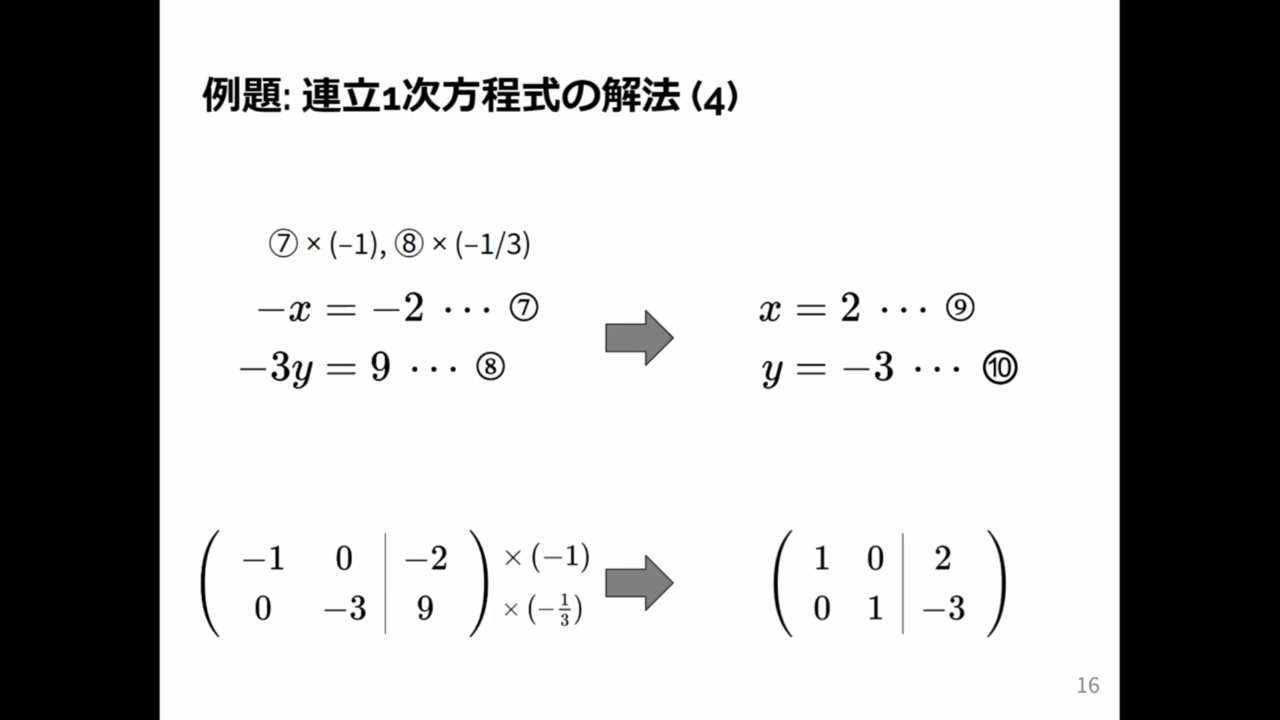 例題: 連立1次方程式の解法 (4)
⑦ × (–1), ⑧ × (–1/3)
−x = −2 ⋯ ⑦
−3y = 9 ⋯ ⑧
x = 2 ⋯ ⑨
y = −3 ⋯ ⑩
( −1 0 | −2 ) × (−1)
( 0 −3 | 9 ) × (−1/3)
( 1 0 | 2 )
( 0 1 | −3 )
16